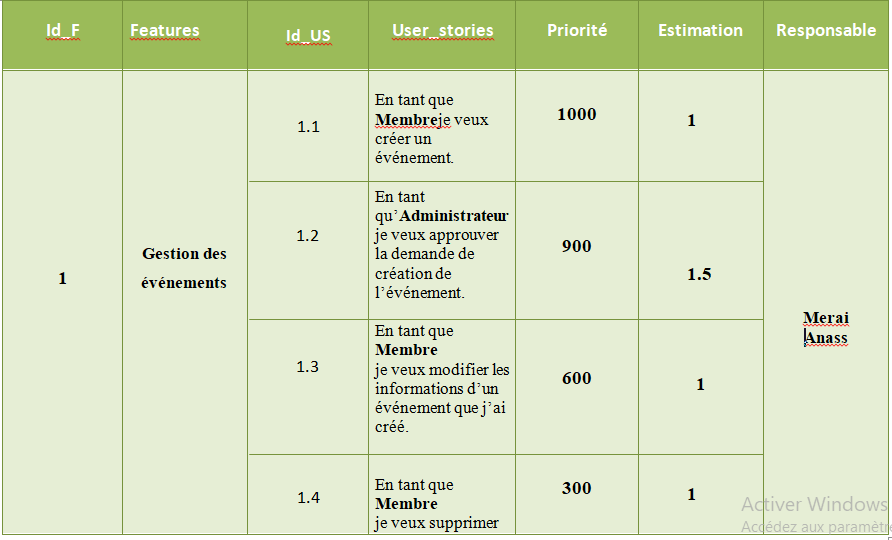 Id_F Features Id_US User_stories Priorité Estimation Responsable
1
Gestion des
événements
1.1
En tant que
Membreje veux
créer un
événement.
1000
1
1.2
En tant
qu’Administrateur
je veux approuver
la demande de
création de
l’événement.
900
1.5
1.3
En tant que
Membre
je veux modifier les
informations d’un
événement que j’ai
créé.
600
1
1.4
En tant que
Membre
je veux supprimer
300
1
Merai
Anass
Activer Windows
Accédez aux paramètre